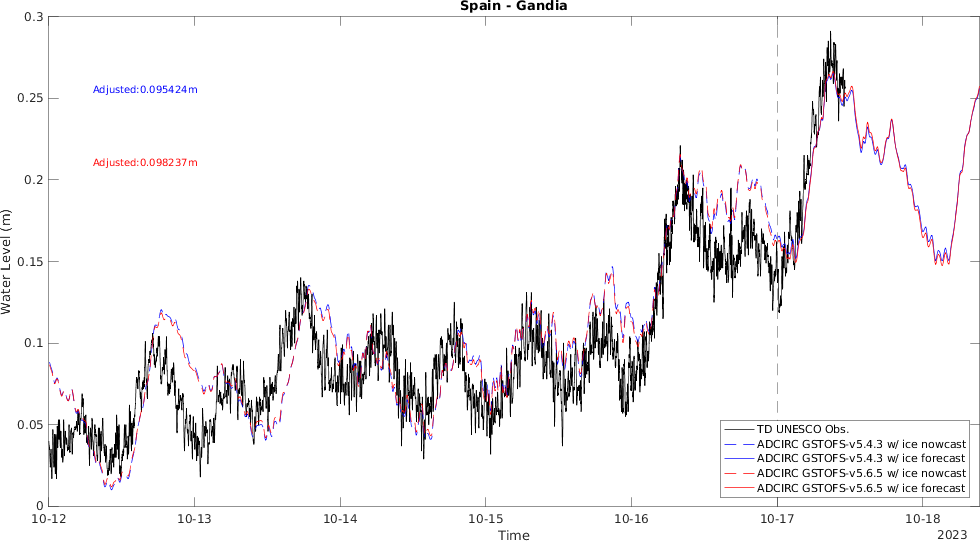 Spain - Gandia
0.3
0.25
0.2
0.15
0.1
0.05
0
Water Level (m)
Adjusted:0.095424m
Adjusted:0.098237m
TD UNESCO Obs.
ADCIRC GSTOFS-v5.4.3 w/ ice nowcast
ADCIRC GSTOFS-v5.4.3 w/ ice forecast
ADCIRC GSTOFS-v5.6.5 w/ ice nowcast
ADCIRC GSTOFS-v5.6.5 w/ ice forecast
10-12 10-13 10-14 10-15 10-16 10-17 10-18
Time
2023